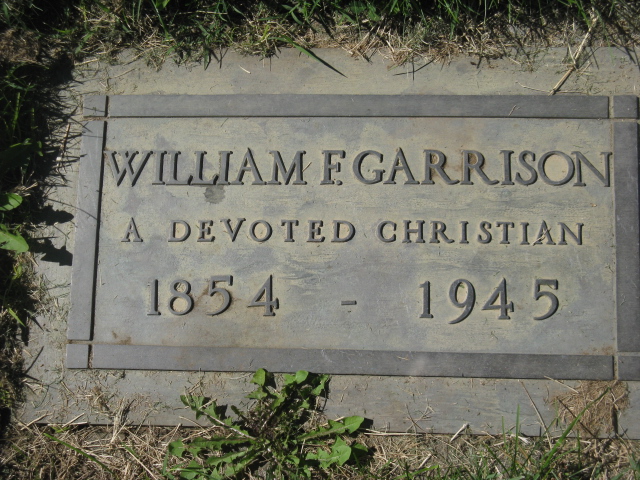 WILLIAM F. GARRISON
A DEVOTED CHRISTIAN
1854 - 1945